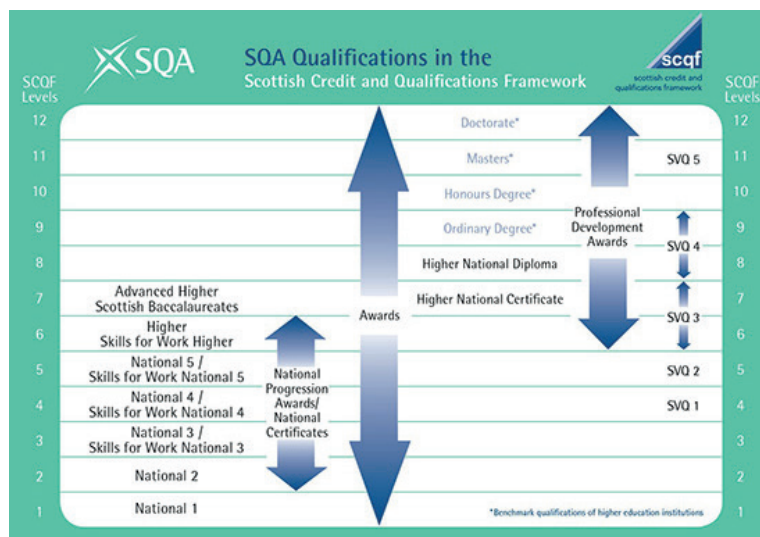 SQA
SQA Qualifications in the
Scottish Credit and Qualifications Framework
scqf
scottish credit and
qualifications framework
SCQF
Levels
SCQF
Levels
12
Doctorate*
12
11
Masters*
SVQ 5
11
10
Honours Degree*
10
9
Ordinary Degree*
Professional
Development
Awards
SVQ 4
9
8
Higher National Diploma
8
7
Advanced Higher
Scottish Baccalaureates
Awards
Higher National Certificate
SVQ 3
7
6
Higher
Skills for Work Higher
6
5
National 5 /
Skills for Work National 5
National
Progression
Awards/
National
Certificates
SVQ 2
5
4
National 4 /
Skills for Work National 4
SVQ 1
4
3
National 3 /
Skills for Work National 3
3
2
National 2
2
1
National 1
*Benchmark qualifications of higher education institutions
1